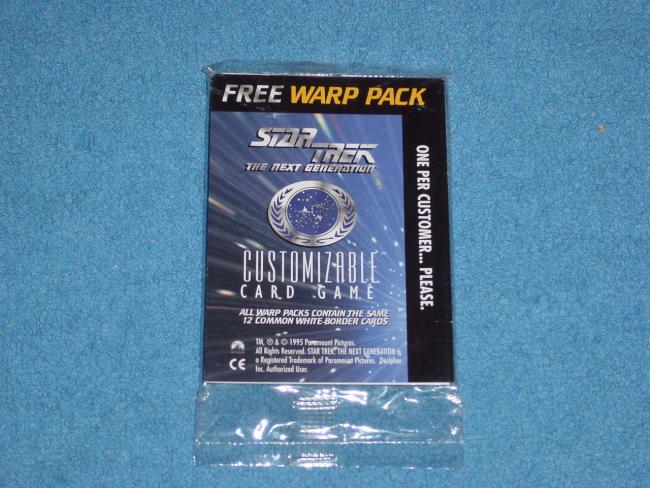 FREE WARP PACK
STAR TREK
THE NEXT GENERATION
CUSTOMIZABLE™
CARD GAME
ALL WARP PACKS CONTAIN THE SAME
12 COMMON WHITE-BORDER CARDS
TM, ® & © 1995 Paramount Pictures.
All Rights Reserved. STAR TREK: THE NEXT GENERATION is
a Registered Trademark of Paramount Pictures. Decipher
Inc. Authorized User.
CE
ONE PER CUSTOMER... PLEASE.